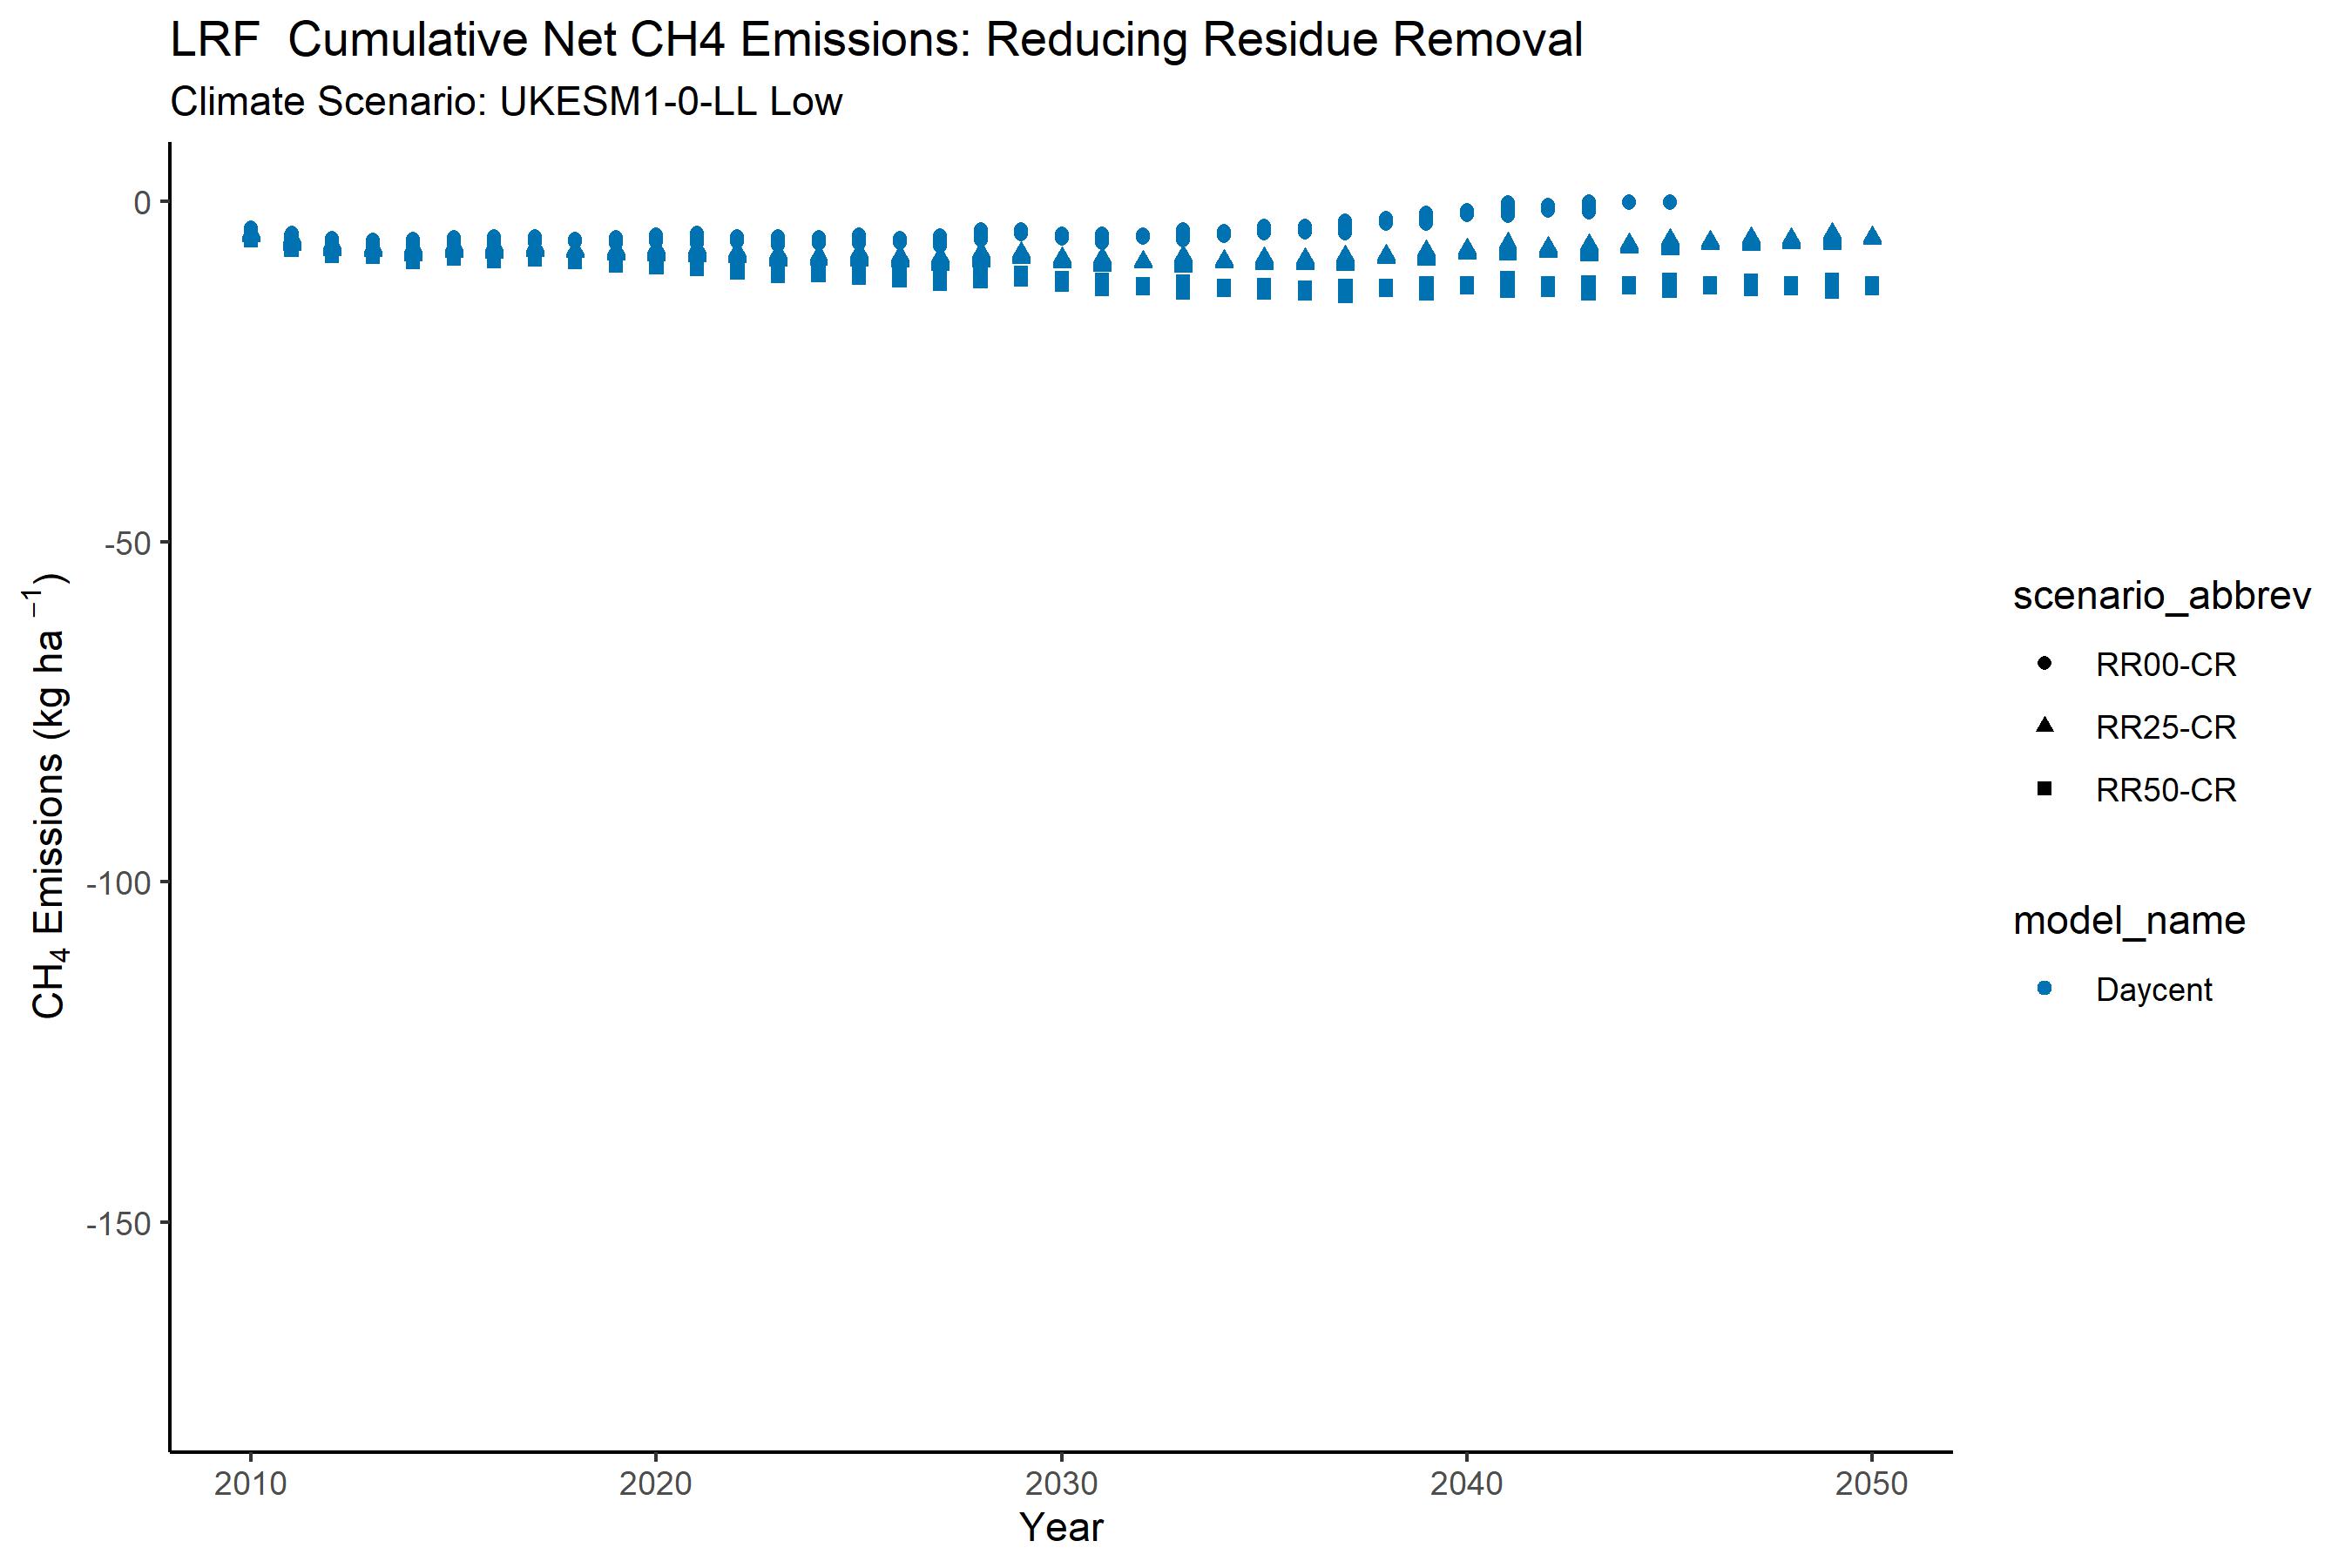 LRF  Cumulative Net CH4 Emissions: Reducing Residue Removal
Climate Scenario: UKESM1-0-LL Low
CH₄ Emissions (kg ha ⁻¹)
0
-50
-100
-150
2010
2020
2030
2040
2050
Year
scenario_abbrev
RR00-CR
RR25-CR
RR50-CR
model_name
Daycent